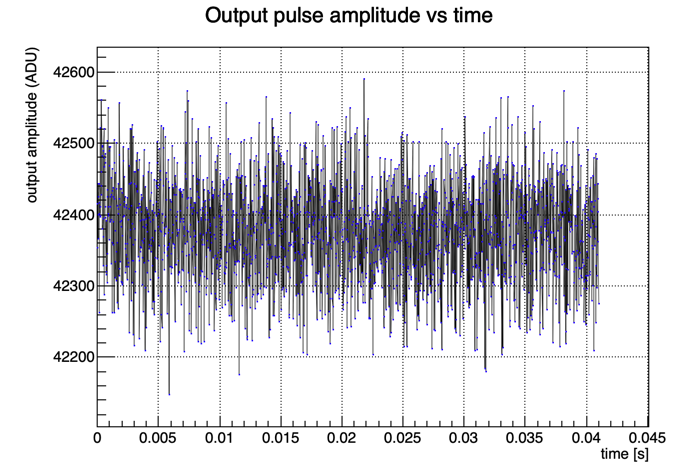 Output pulse amplitude vs time
output amplitude (ADU)
42600
42500
42400
42300
42200
0 0.005 0.01 0.015 0.02 0.025 0.03 0.035 0.04 0.045
time [s]